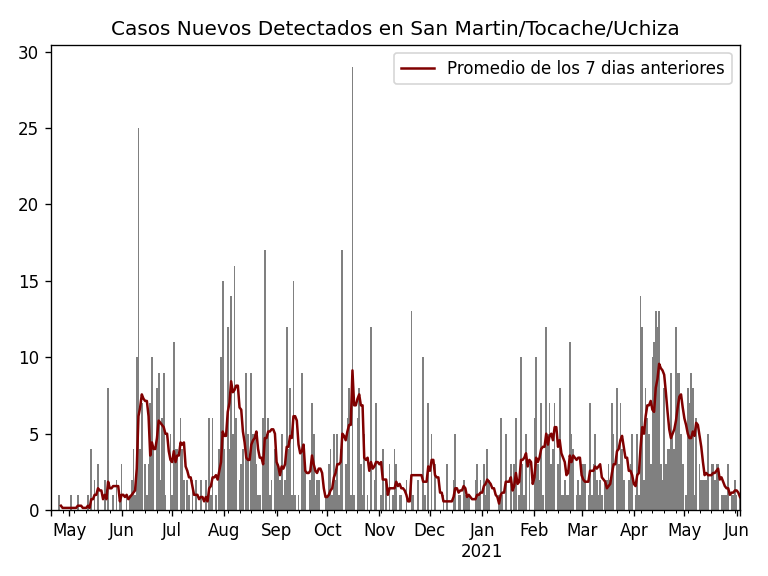 Casos Nuevos Detectados en San Martin/Tocache/Uchiza
Promedio de los 7 dias anteriores
30
25
20
15
10
5
0
May Jun Jul Aug Sep Oct Nov Dec Jan Feb Mar Apr May Jun
2021